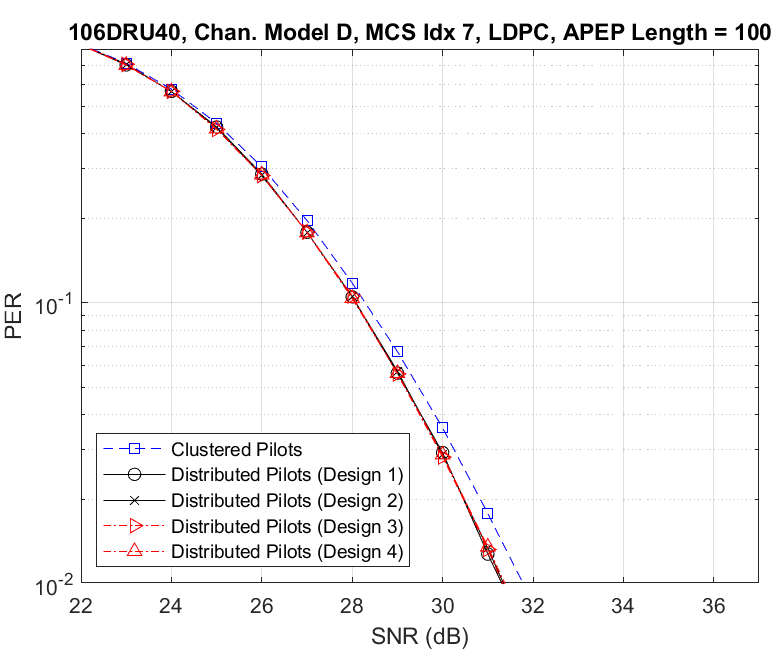 106DRU40, Chan. Model D, MCS Idx 7, LDPC, APEP Length = 100
PER
10-1
10-2
Clustered Pilots
Distributed Pilots (Design 1)
Distributed Pilots (Design 2)
Distributed Pilots (Design 3)
Distributed Pilots (Design 4)
22 24 26 28 30 32 34 36
SNR (dB)